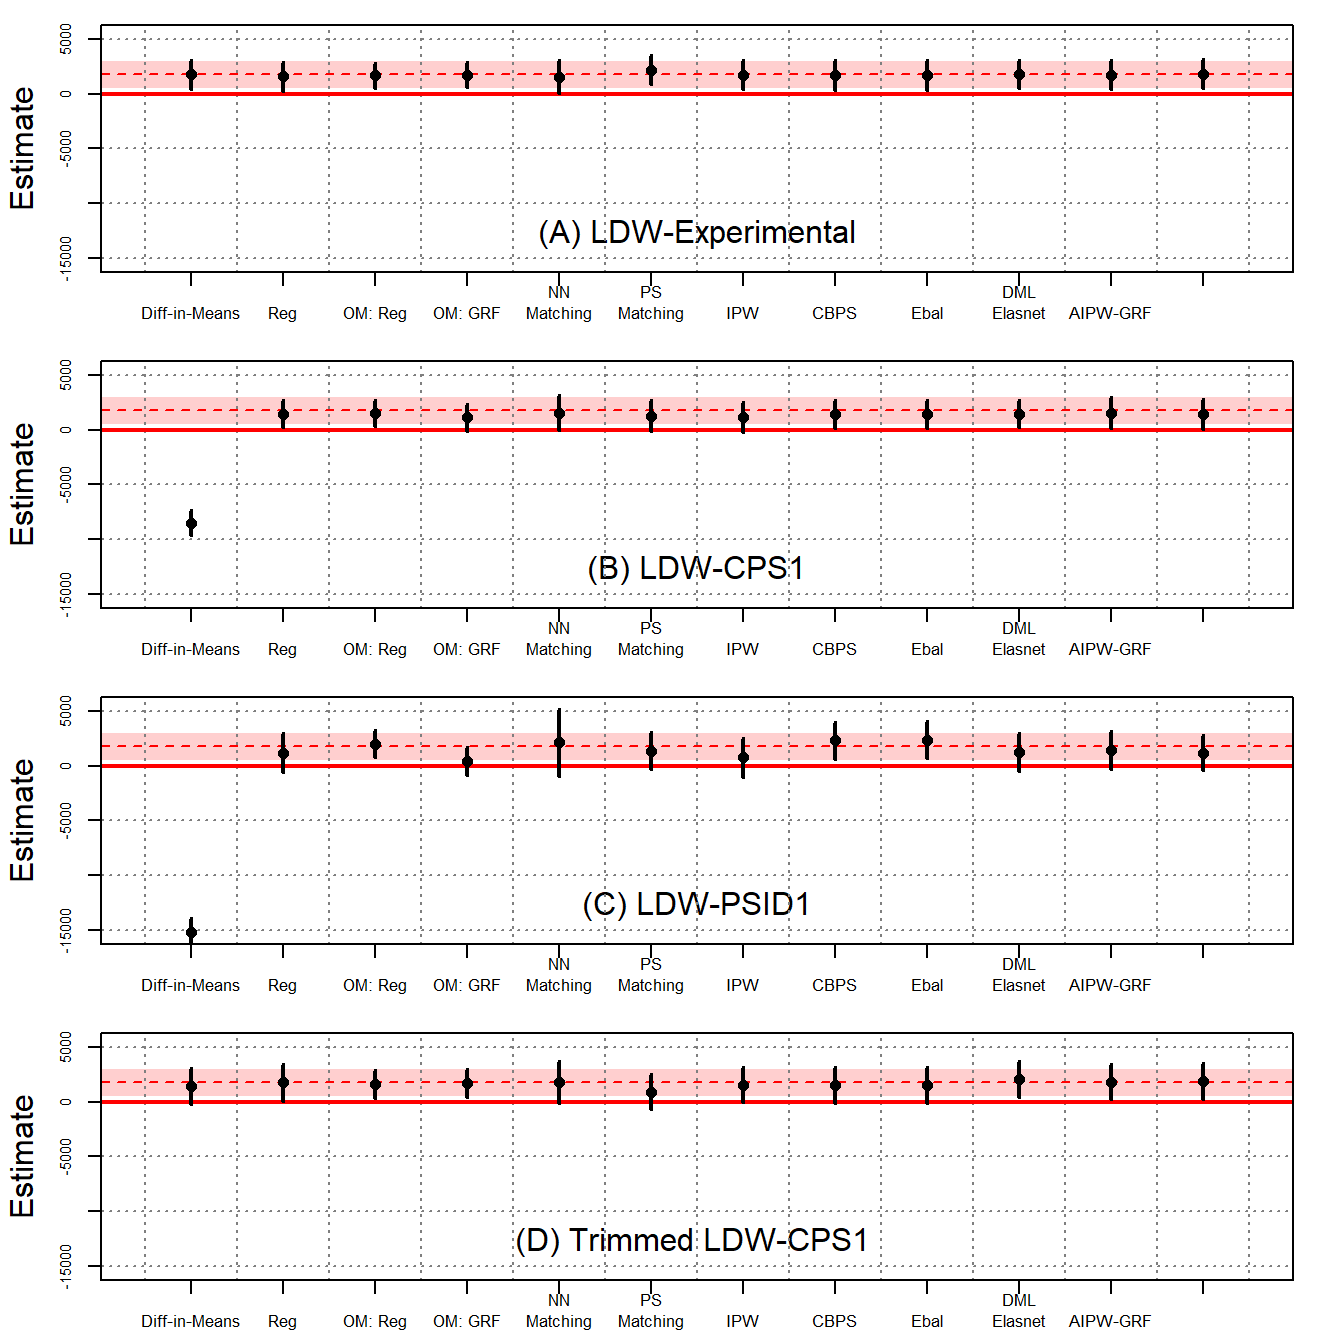 Estimate
5000
0
-5000
-15000
(A) LDW-Experimental
NN PS DML
Diff-in-Means Reg OM: Reg OM: GRF Matching Matching IPW CBPS Ebal Elasnet AIPW-GRF
Estimate
5000
0
-5000
-15000
(B) LDW-CPS1
NN PS DML
Diff-in-Means Reg OM: Reg OM: GRF Matching Matching IPW CBPS Ebal Elasnet AIPW-GRF
Estimate
5000
0
-5000
-15000
(C) LDW-PSID1
NN PS DML
Diff-in-Means Reg OM: Reg OM: GRF Matching Matching IPW CBPS Ebal Elasnet AIPW-GRF
Estimate
5000
0
-5000
-15000
(D) Trimmed LDW-CPS1
NN PS DML
Diff-in-Means Reg OM: Reg OM: GRF Matching Matching IPW CBPS Ebal Elasnet AIPW-GRF